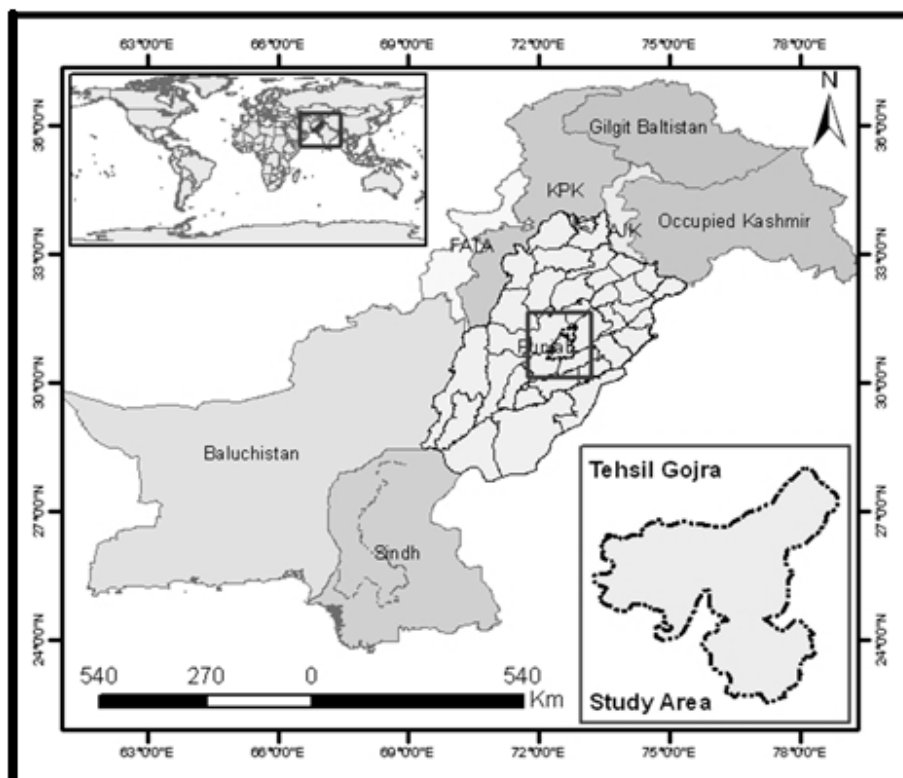 63°0'0"E 66°0'0"E 69°0'0"E 72°0'0"E 75°0'0"E 78°0'0"E
N
36°0'0"N
36°0'0"N
Gilgit Baltistan
KPK
Occupied Kashmir
AJK
FATA
33°0'0"N
33°0'0"N
Punjab
30°0'0"N
30°0'0"N
Baluchistan
Tehsil Gojra
27°0'0"N
27°0'0"N
Sindh
24°0'0"N
24°0'0"N
540 270 0 540
Km
Study Area
63°0'0"E 66°0'0"E 69°0'0"E 72°0'0"E 75°0'0"E 78°0'0"E